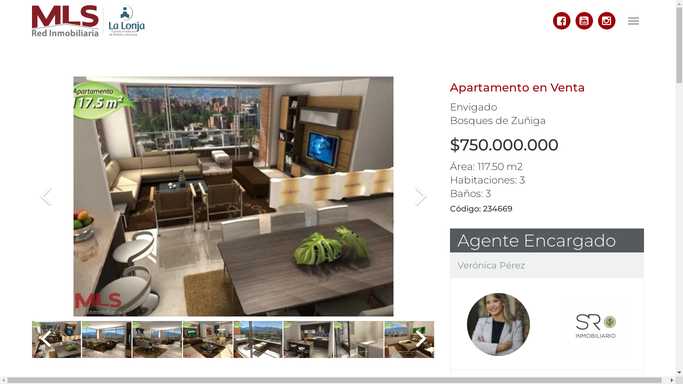 MLS
Red Inmobiliaria
La Lonja
Apartamento
117.5 m²
MLS
Apartamento en Venta
Envigado
Bosques de Zuñiga
$750.000.000
Área: 117.50 m2
Habitaciones: 3
Baños: 3
Código: 234669
Agente Encargado
Verónica Pérez
SR
INMOBILIARIO